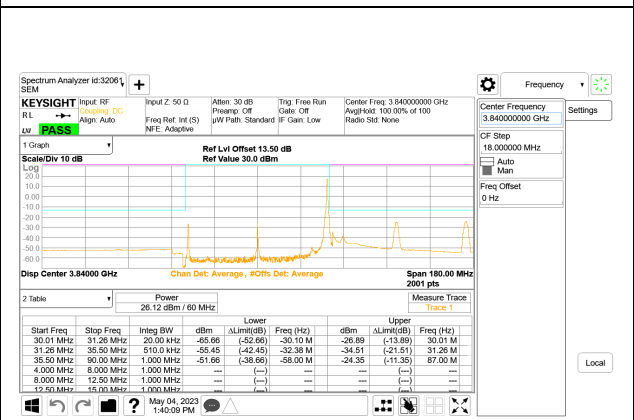 Spectrum Analyzer id:32061
SEM
Frequency
KEYSIGHT
RL
LXI
PASS
Input: RF
Coupling: DC
Align: Auto
Input Z: 50 Ω
Freq Ref: Int (S)
NFE: Adaptive
Atten: 30 dB
Preamp: Off
µW Path: Standard
Trig: Free Run
Gate: Off
IF Gain: Low
Center Freq: 3.840000000 GHz
Avg|Hold: 100.00% of 100
Radio Std: None
Center Frequency
3.840000000 GHz
Settings
CF Step
18.000000 MHz
Auto
Man
Freq Offset
0 Hz
Local
1 Graph
Scale/Div 10 dB
Ref Lvl Offset 13.50 dB
Ref Value 30.0 dBm
Log
20.0
10.0
0.00
-10.0
-20.0
-30.0
-40.0
-50.0
-60.0
Disp Center 3.84000 GHz
Chan Det: Average , #Offs Det: Average
Span 180.00 MHz
2001 pts
2 Table
Power
26.12 dBm / 60 MHz
Measure Trace
Trace 1
Lower Upper
Start Freq Stop Freq Integ BW dBm ΔLimit(dB) Freq (Hz) dBm ΔLimit(dB) Freq (Hz)
30.01 MHz 31.26 MHz 20.00 kHz -65.66 (-52.66) -30.10 M -26.89 (-13.89) 30.01 M
31.26 MHz 35.50 MHz 510.0 kHz -55.45 (-42.45) -32.38 M -34.51 (-21.51) 31.26 M
35.50 MHz 90.00 MHz 1.000 MHz -51.66 (-38.66) -58.00 M -24.35 (-11.35) 87.00 M
4.000 MHz 8.000 MHz 1.000 MHz --- (---) --- --- (---) ---
8.000 MHz 12.50 MHz 1.000 MHz --- (---) --- --- (---) ---
12.50 MHz 15.00 MHz 1.000 MHz --- (---) --- --- (---) ---
?
May 04, 2023
1:40:09 PM